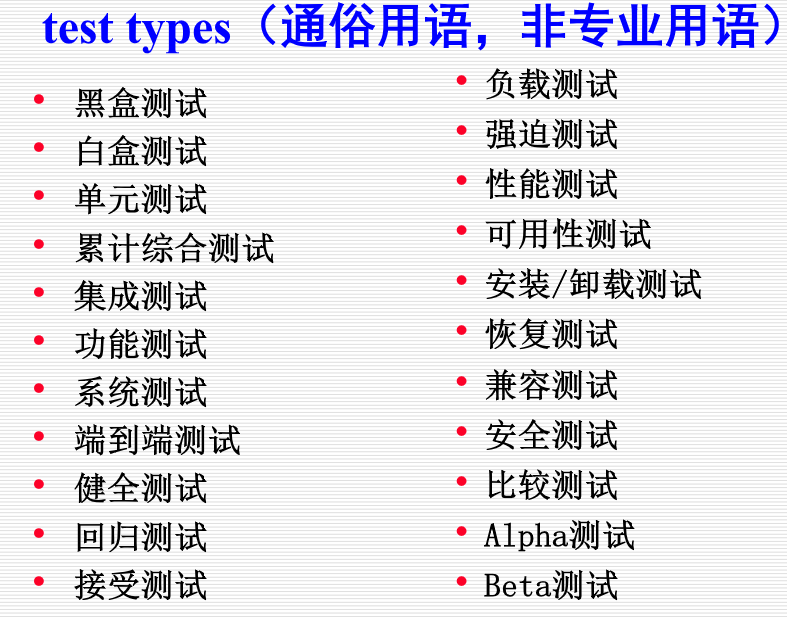 test types（通俗用语，非专业用语）
• 黑盒测试
• 白盒测试
• 单元测试
• 累计综合测试
• 集成测试
• 功能测试
• 系统测试
• 端到端测试
• 健全测试
• 回归测试
• 接受测试
• 负载测试
• 强迫测试
• 性能测试
• 可用性测试
• 安装/卸载测试
• 恢复测试
• 兼容测试
• 安全测试
• 比较测试
• Alpha测试
• Beta测试